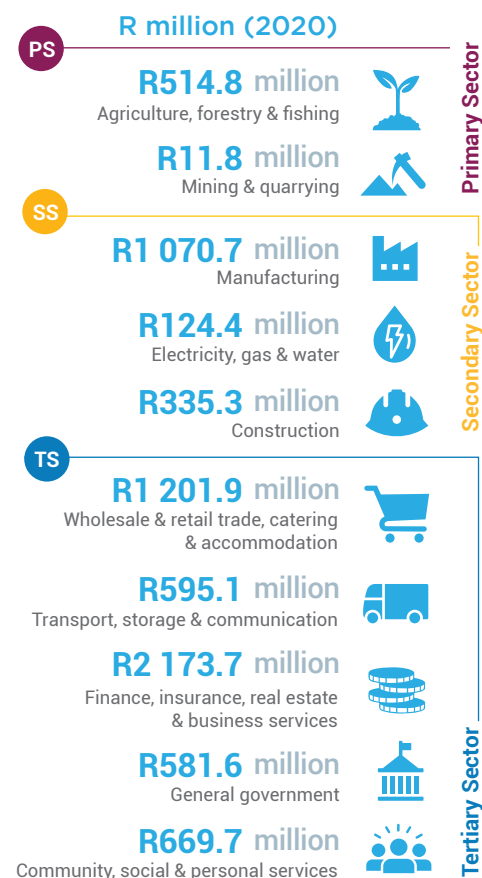 R million (2020)
PS
R514.8 million
Agriculture, forestry & fishing
R11.8 million
Mining & quarrying
Primary Sector
SS
R1 070.7 million
Manufacturing
R124.4 million
Electricity, gas & water
R335.3 million
Construction
Secondary Sector
TS
R1 201.9 million
Wholesale & retail trade, catering
& accommodation
R595.1 million
Transport, storage & communication
R2 173.7 million
Finance, insurance, real estate
& business services
R581.6 million
General government
R669.7 million
Community, social & personal services
Tertiary Sector